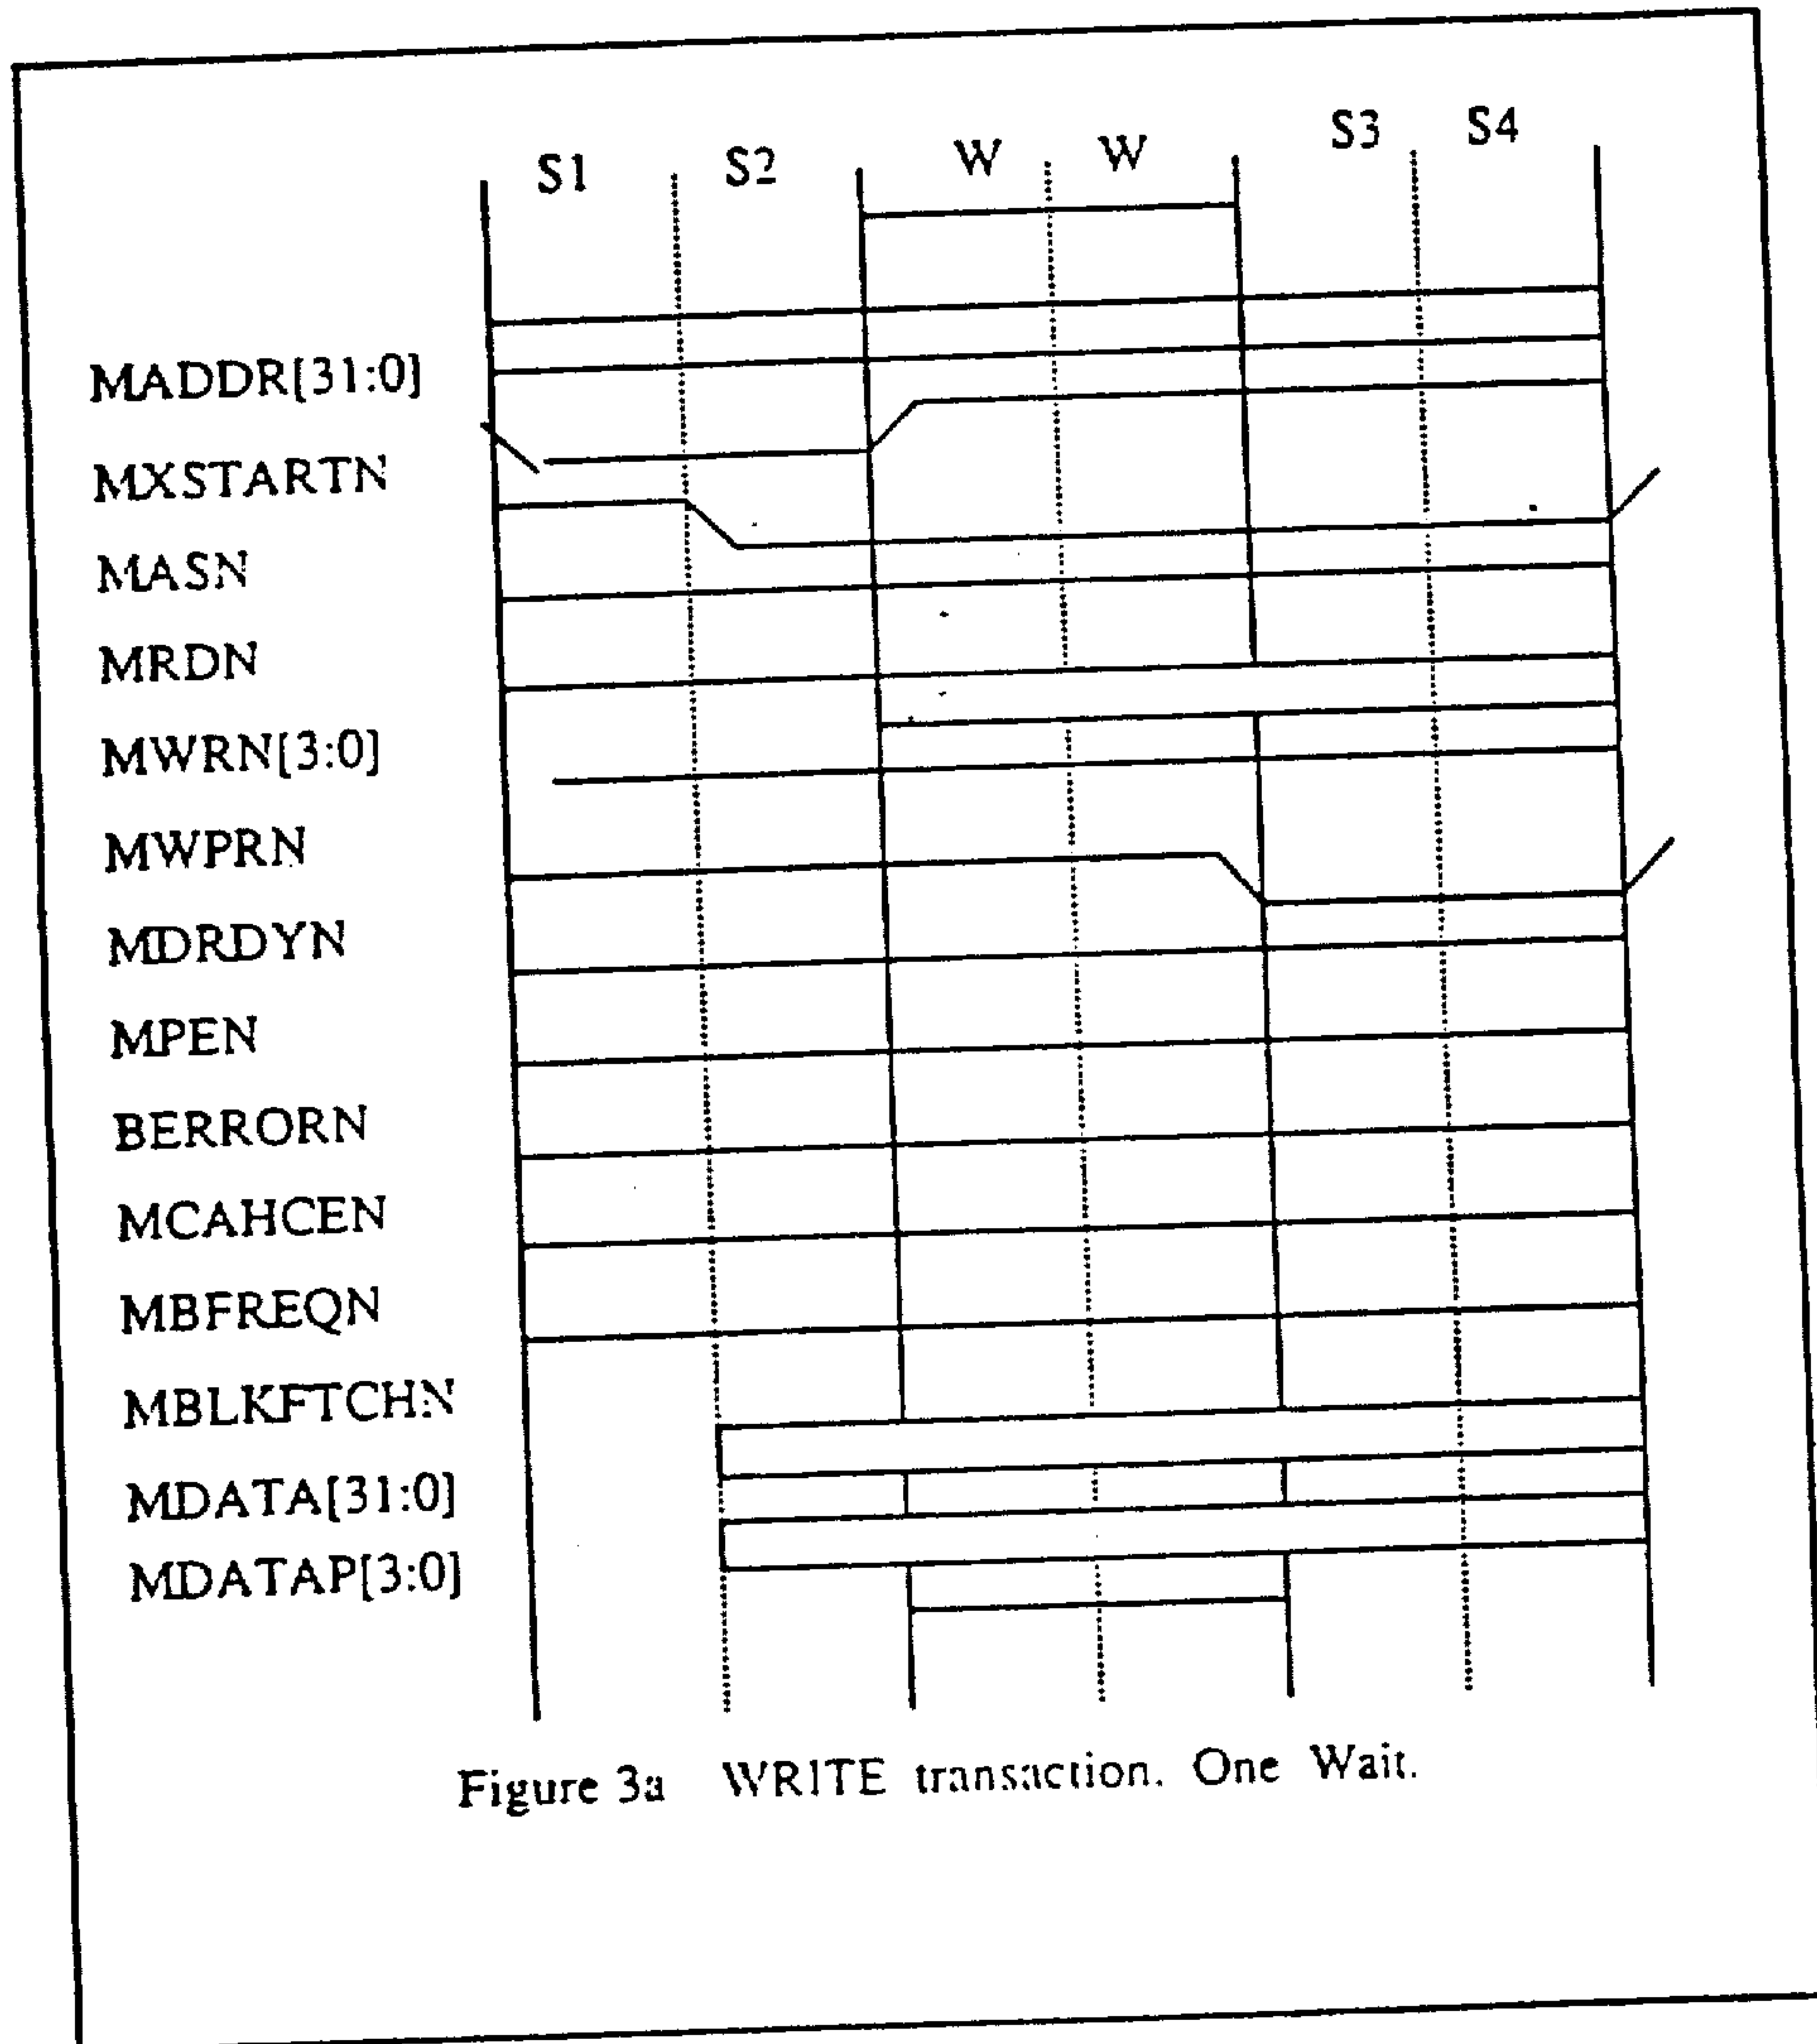 S1 S2 W W S3 S4
MADDR[31:0]
MXSTARTN
MASN
MRDN
MWRN[3:0]
MWPRN
MDRDYN
MPEN
BERRORN
MCAHCEN
MBFREQN
MBLKFTCHN
MDATA[31:0]
MDATAP[3:0]
Figure 3a WRITE transaction. One Wait.